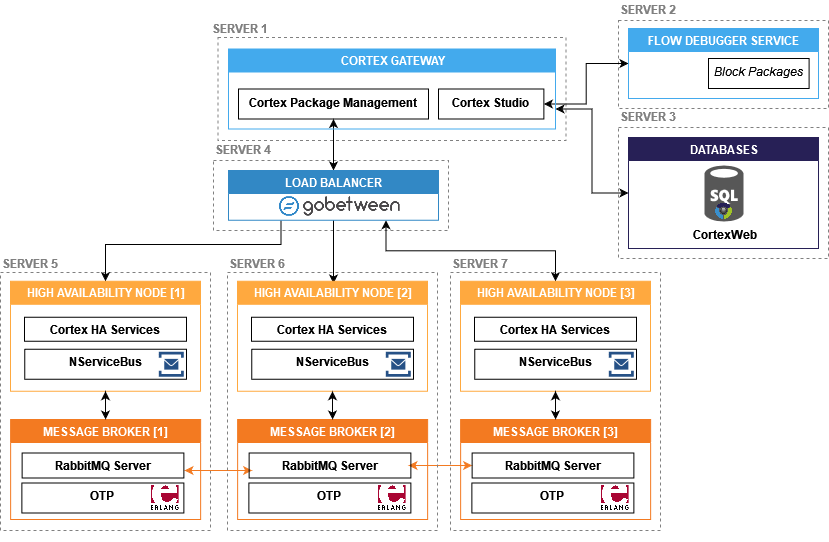 SERVER 1
CORTEX GATEWAY
Cortex Package Management
Cortex Studio
SERVER 2
FLOW DEBUGGER SERVICE
Block Packages
SERVER 3
DATABASES
SQL
CortexWeb
SERVER 4
LOAD BALANCER
gobetween
SERVER 5
HIGH AVAILABILITY NODE [1]
Cortex HA Services
NServiceBus
MESSAGE BROKER [1]
RabbitMQ Server
OTP
ERLANG
SERVER 6
HIGH AVAILABILITY NODE [2]
Cortex HA Services
NServiceBus
MESSAGE BROKER [2]
RabbitMQ Server
OTP
ERLANG
SERVER 7
HIGH AVAILABILITY NODE [3]
Cortex HA Services
NServiceBus
MESSAGE BROKER [3]
RabbitMQ Server
OTP
ERLANG